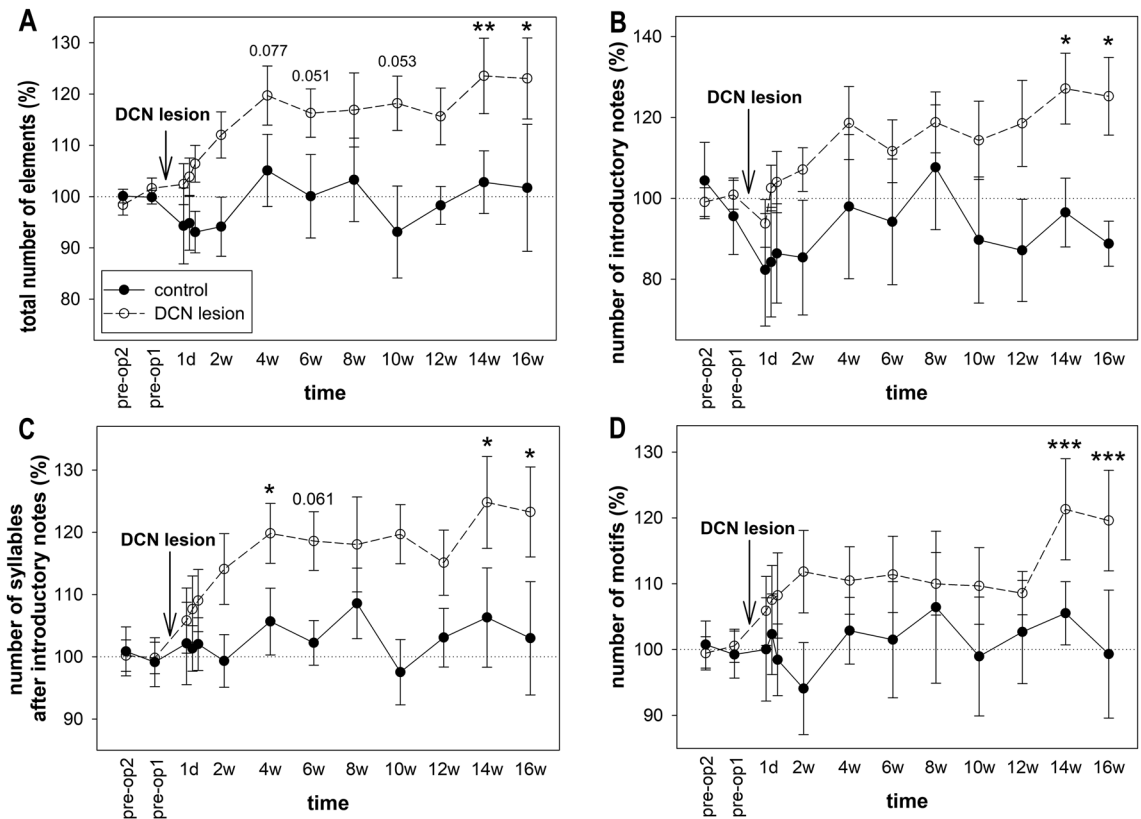 A
total number of elements (%)
130
120
110
100
90
80
DCN lesion
0.077
0.051
0.053
**
*
control
DCN lesion
pre-op2
pre-op1
1d
2w
4w
6w
8w
10w
12w
14w
16w
time
B
number of introductory notes (%)
140
120
100
80
DCN lesion
*
*
pre-op2
pre-op1
1d
2w
4w
6w
8w
10w
12w
14w
16w
time
C
number of syllables
after introductory notes (%)
130
120
110
100
90
DCN lesion
*
0.061
*
*
pre-op2
pre-op1
1d
2w
4w
6w
8w
10w
12w
14w
16w
time
D
number of motifs (%)
130
120
110
100
90
DCN lesion
***
***
pre-op2
pre-op1
1d
2w
4w
6w
8w
10w
12w
14w
16w
time